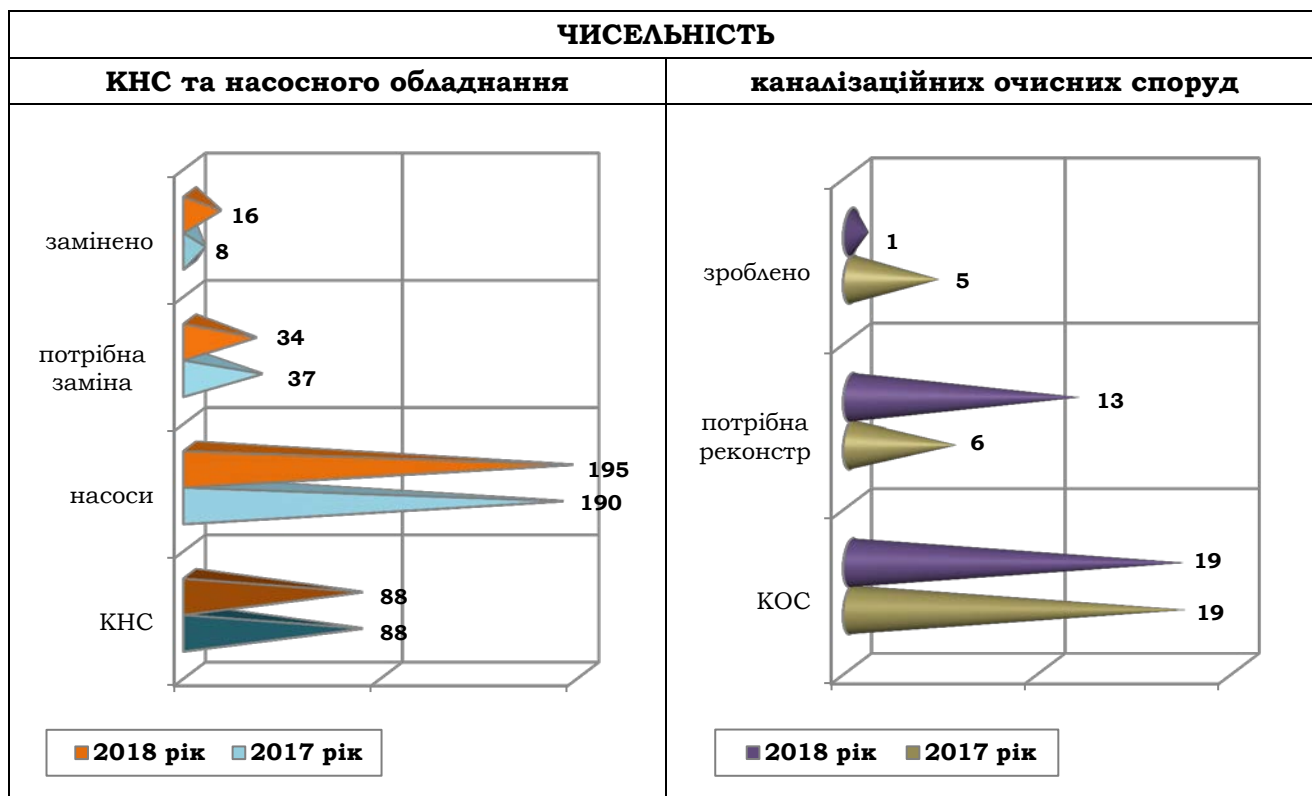 ЧИСЕЛЬНІСТЬ
КНС та насосного обладнання
замінено
16
8
потрібна
заміна
34
37
насоси
195
190
КНС
88
88
2018 рік 2017 рік
каналізаційних очисних споруд
зроблено
1
5
потрібна
реконстр
13
6
КОС
19
19
2018 рік 2017 рік